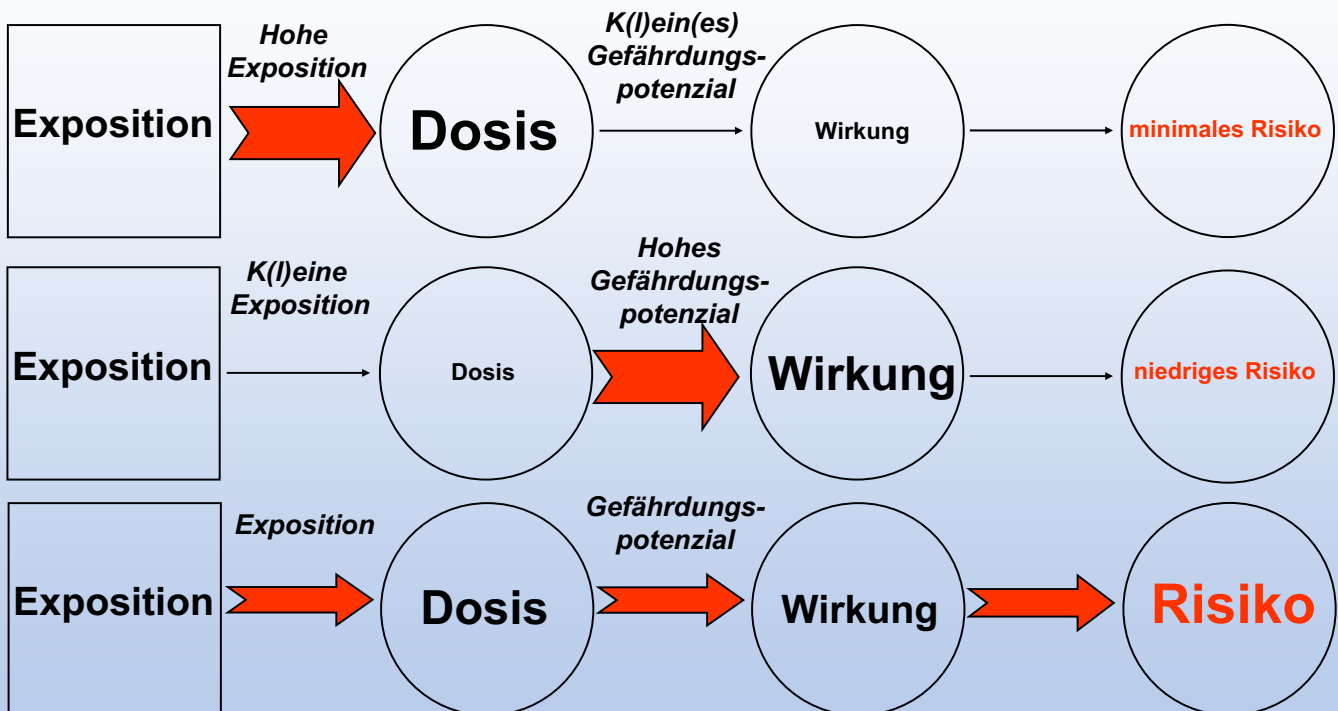 Hohe
Exposition
K(l)ein(es)
Gefährdungs-
potenzial
Exposition
Dosis
Wirkung
minimales Risiko
K(l)eine
Exposition
Hohes
Gefährdungs-
potenzial
Exposition
Dosis
Wirkung
niedriges Risiko
Exposition
Gefährdungs-
potenzial
Exposition
Dosis
Wirkung
Risiko